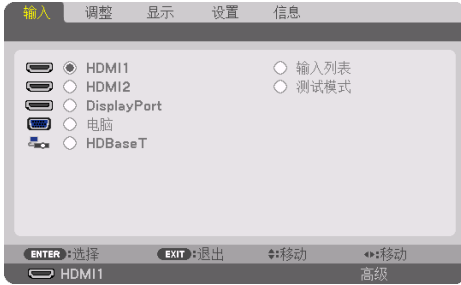 输入 调整 显示 设置 信息
HDMI1 输入列表
HDMI2 测试模式
DisplayPort
电脑
HDBaseT
ENTER:选择 EXIT:退出 :移动 :移动
HDMI1 高级